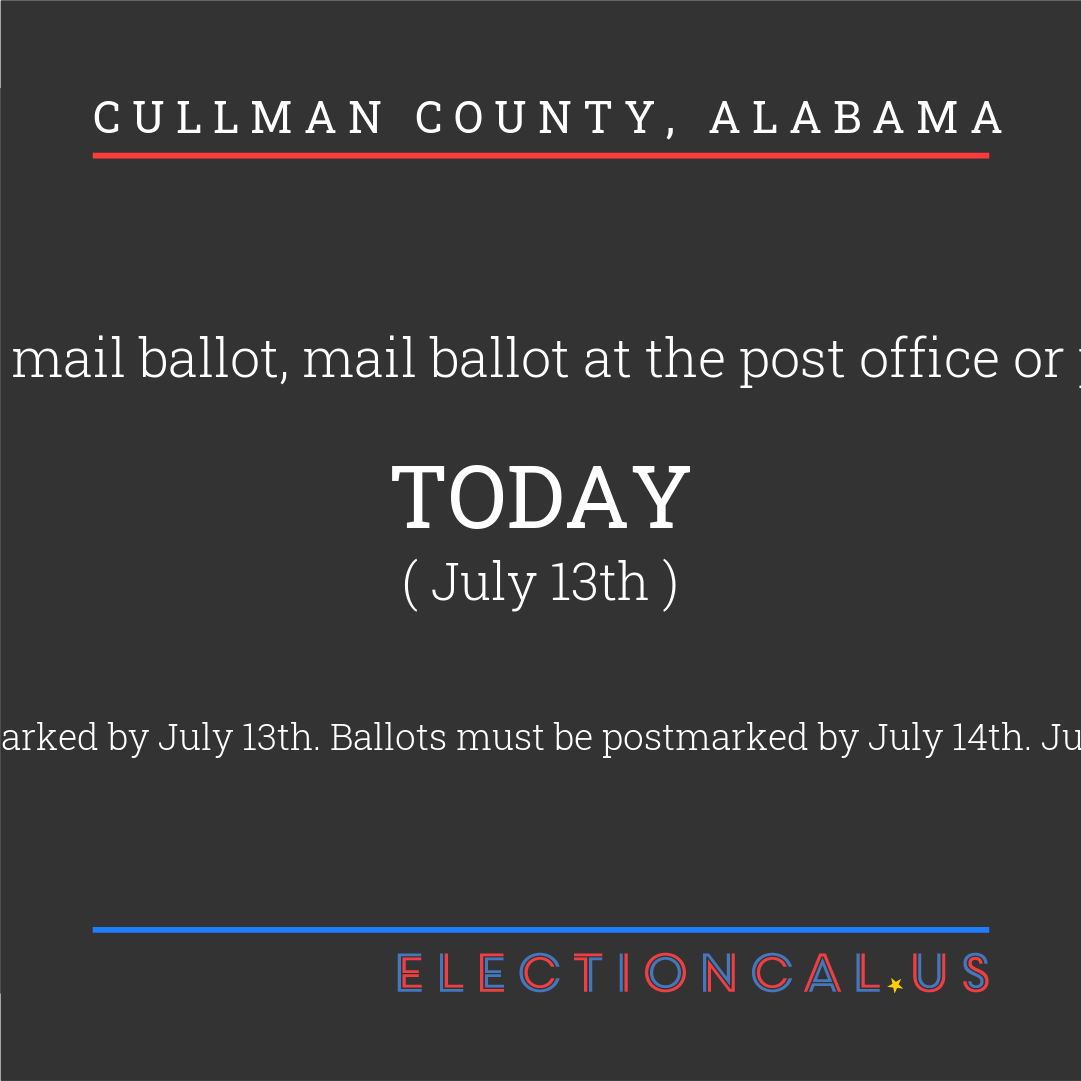 CULLMAN COUNTY, ALABAMA
mail ballot, mail ballot at the post office or
TODAY
( July 13th )
arked by July 13th. Ballots must be postmarked by July 14th. Ju
ELECTIONCAL.US